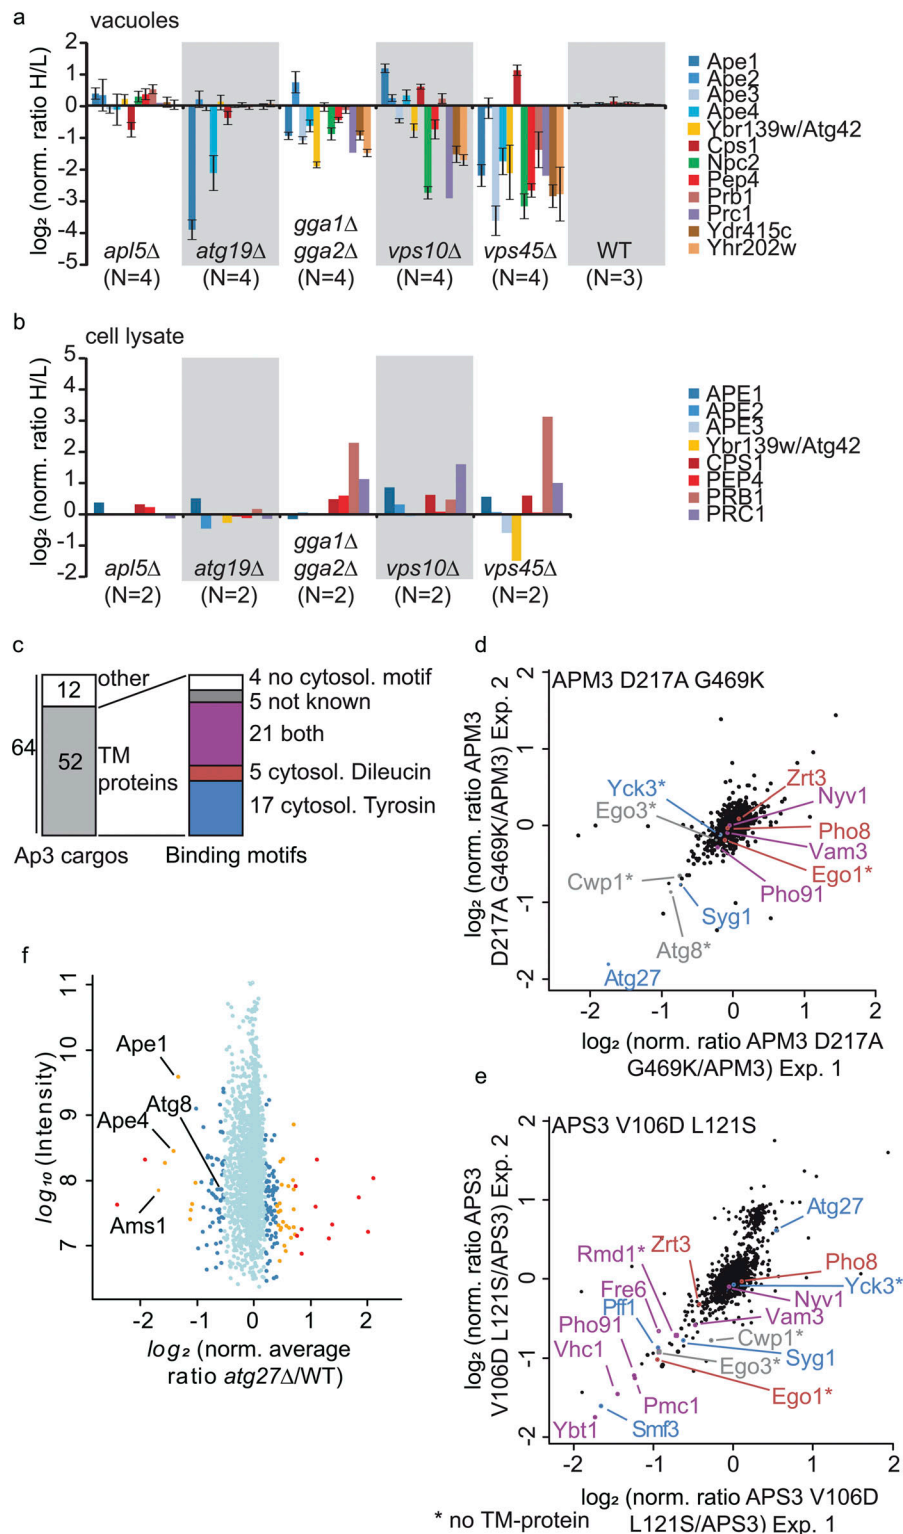 a
vacuoles
log₂ (norm. ratio H/L)
2
1
0
-1
-2
-3
-4
-5
apl5Δ
(N=4)
atg19Δ
(N=4)
gga1Δ
gga2Δ
(N=4)
vps10Δ
(N=4)
vps45Δ
(N=4)
WT
(N=3)
Ape1
Ape2
Ape3
Ape4
Ybr139w/Atg42
Cps1
Npc2
Pep4
Prb1
Prc1
Ydr415c
Yhr202w
b
cell lysate
log₂ (norm. ratio H/L)
5
4
3
2
1
0
-1
-2
apl5Δ
(N=2)
atg19Δ
(N=2)
gga1Δ
gga2Δ
(N=2)
vps10Δ
(N=2)
vps45Δ
(N=2)
APE1
APE2
APE3
Ybr139w/Atg42
CPS1
PEP4
PRB1
PRC1
c
64
12
other
52
TM
proteins
Ap3 cargos
4 no cytosol. motif
5 not known
21 both
5 cytosol. Dileucin
17 cytosol. Tyrosin
Binding motifs
d
APM3 D217A G469K
log₂ (norm. ratio APM3
D217A G469K/APM3) Exp. 2
2
1
0
-1
-2
Yck3*
Ego3*
Cwp1*
Atg8*
Atg27
Syg1
Zrt3
Nyv1
Pho8
Vam3
Ego1*
Pho91
-2
-1
0
1
2
log₂ (norm. ratio APM3 D217A
G469K/APM3) Exp. 1
e
APS3 V106D L121S
log₂ (norm. ratio APS3
V106D L121S/APS3) Exp. 2
2
1
0
-1
-2
Atg27
Rmd1*
Zrt3
Pho8
Yck3*
Fre6
Nyv1
Pff1
Vam3
Pho91
Cwp1*
Vhc1
Syg1
Ego3*
Ego1*
Pmc1
Ybt1
Smf3
-2
-1
0
1
2
log₂ (norm. ratio APS3 V106D
L121S/APS3) Exp. 1
* no TM-protein
f
log₁₀ (Intensity)
11
10
9
8
7
Ape1
Atg8
Ape4
Ams1
-2
-1
0
1
2
log₂ (norm. average
ratio atg27Δ/WT)